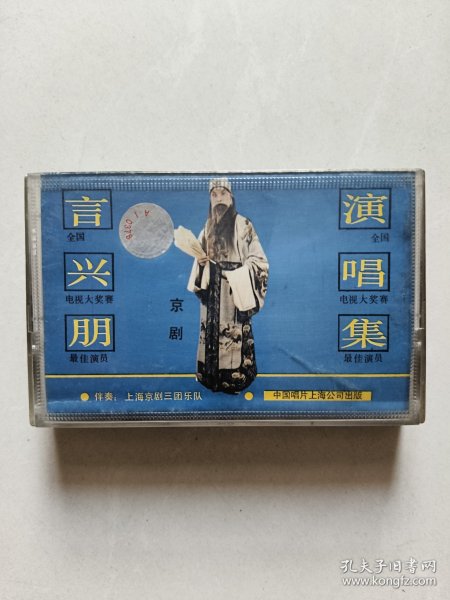 言兴朋
全国
电视大奖赛
最佳演员
京剧
演唱集
全国
电视大奖赛
最佳演员
A 0378
伴奏：上海京剧三团乐队
中国唱片上海公司出版
孔夫子旧书网
www.kongfz.com